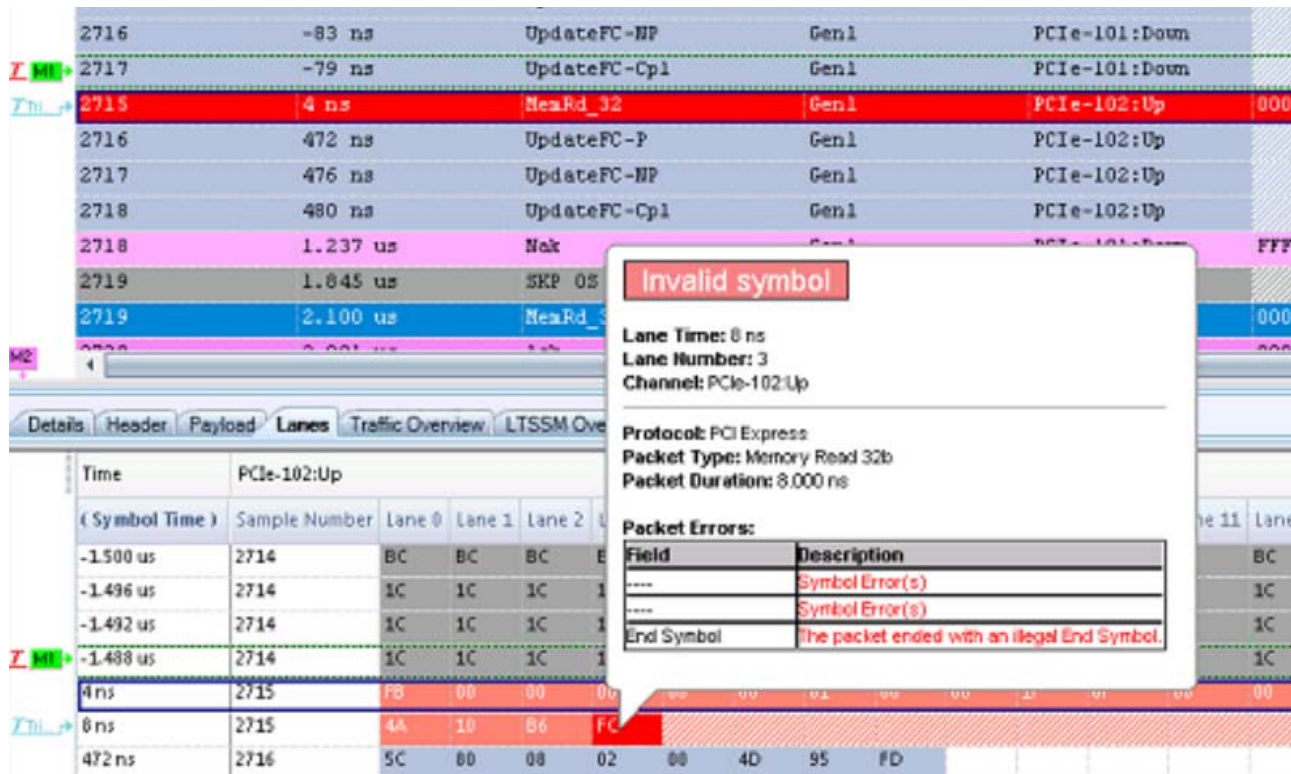 2716 -83 ns UpdateFC-NP Gen1 PCIe-101:Down
M1 2717 -79 ns UpdateFC-Cpl Gen1 PCIe-101:Down
2715 4 ns MemRd_32 Gen1 PCIe-102:Up 000
2716 472 ns UpdateFC-P Gen1 PCIe-102:Up
2717 476 ns UpdateFC-NP Gen1 PCIe-102:Up
2718 480 ns UpdateFC-Cpl Gen1 PCIe-102:Up
2718 1.237 us Nak FFF
2719 1.845 us SKP OS
2719 2.100 us 000
M2
Invalid symbol
Lane Time: 8 ns
Lane Number: 3
Channel: PCIe-102:Up
Protocol: PCI Express
Packet Type: Memory Read 32b
Packet Duration: 8.000 ns
Packet Errors:
Field Description
---- Symbol Error(s)
---- Symbol Error(s)
End Symbol The packet ended with an illegal End Symbol.
Details Header Payload Lanes Traffic Overview LTSSM
Time PCIe-102:Up
( Symbol Time ) Sample Number Lane 0 Lane 1 Lane 2 11 Lane
-1.500 us 2714 BC BC BC BC
-1.496 us 2714 1C 1C 1C 1C
-1.492 us 2714 1C 1C 1C 1C
M1 -1.488 us 2714 1C 1C 1C 1C
4 ns 2715 FB 00 00 00
8 ns 2715 4A 10 B6 FC
472 ns 2716 5C 80 08 02 00 4D 95 FD